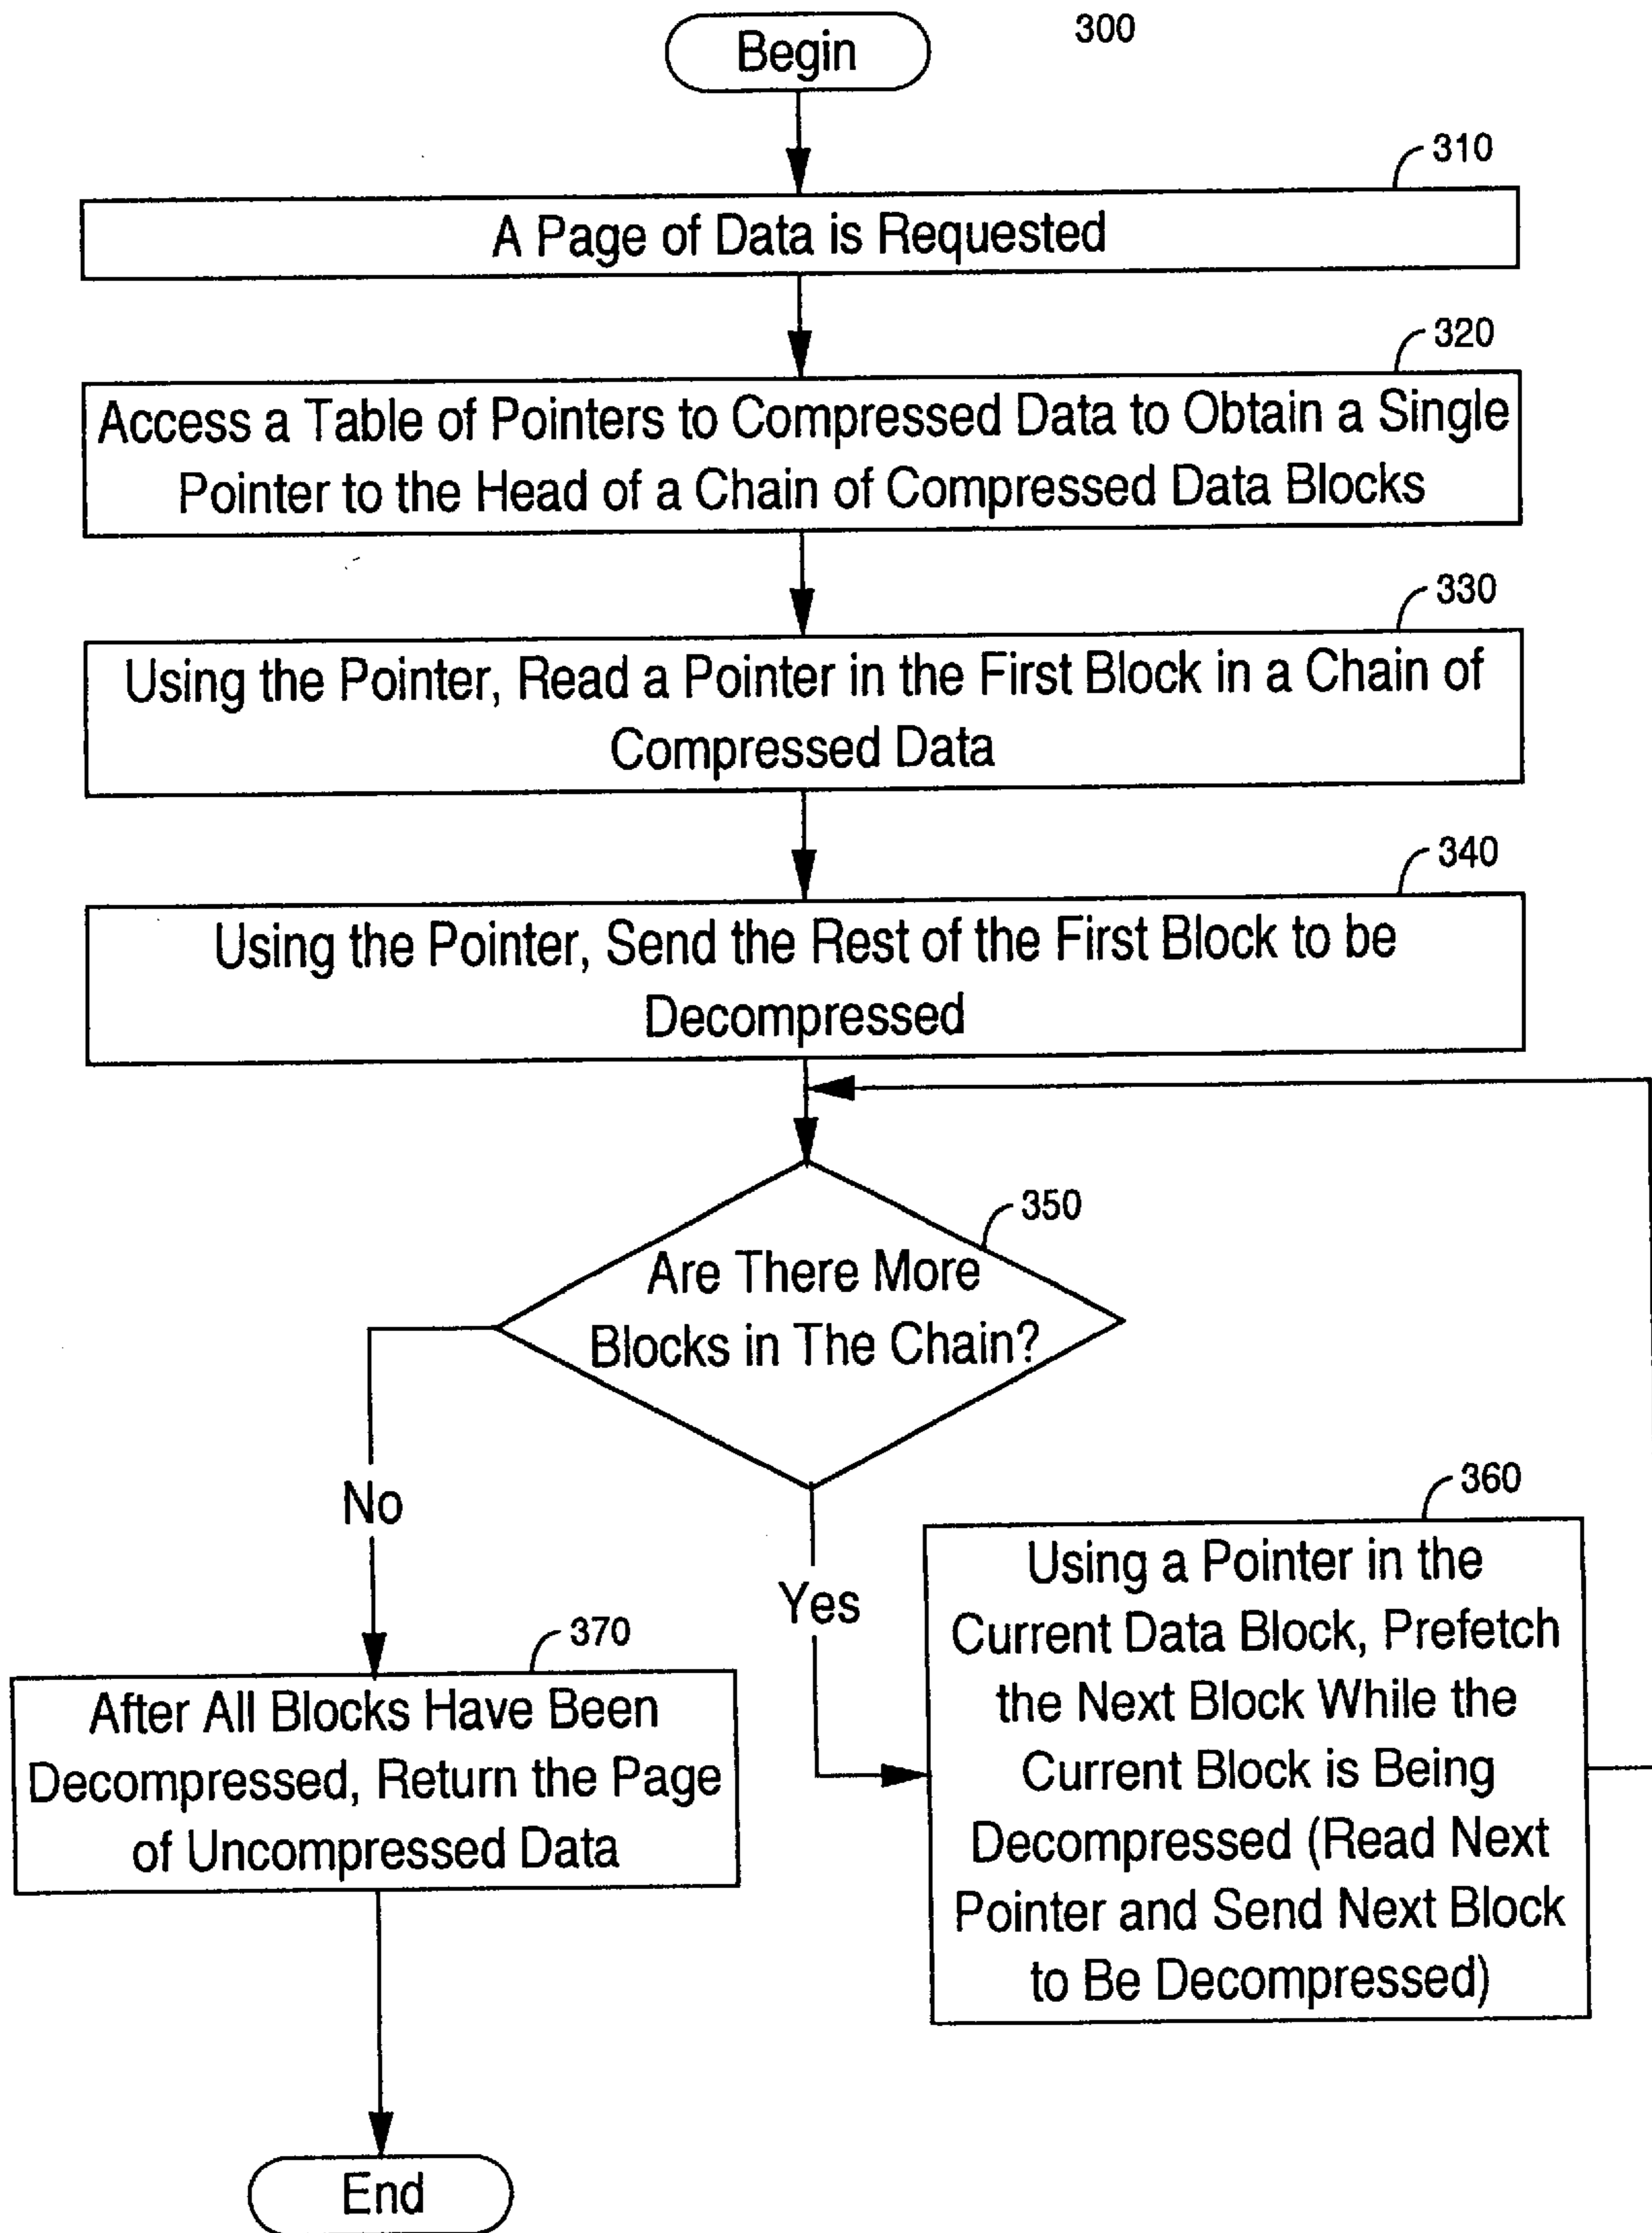 Begin
300
310
A Page of Data is Requested
320
Access a Table of Pointers to Compressed Data to Obtain a Single
Pointer to the Head of a Chain of Compressed Data Blocks
330
Using the Pointer, Read a Pointer in the First Block in a Chain of
Compressed Data
340
Using the Pointer, Send the Rest of the First Block to be
Decompressed
350
Are There More
Blocks in The Chain?
No
Yes
360
Using a Pointer in the
Current Data Block, Prefetch
the Next Block While the
Current Block is Being
Decompressed (Read Next
Pointer and Send Next Block
to Be Decompressed)
370
After All Blocks Have Been
Decompressed, Return the Page
of Uncompressed Data
End